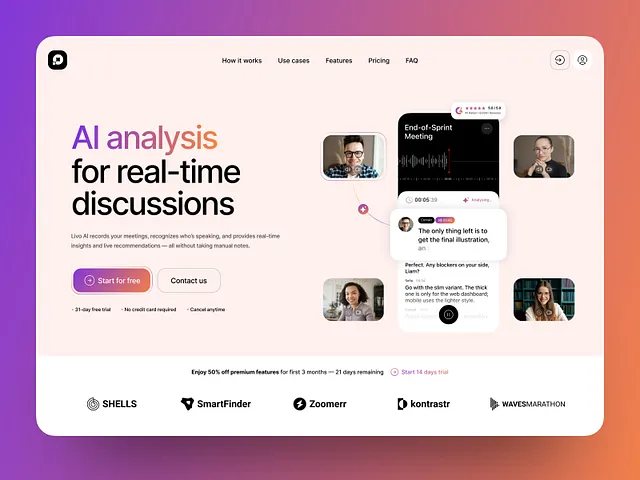 How it works
Use cases
Features
Pricing
FAQ
AI analysis
for real-time
discussions
Livo AI records your meetings, recognizes who's speaking, and provides real-time
insights and live recommendations — all without taking manual notes.
Start for free
Contact us
• 31-day free trial
• No credit card required
• Cancel anytime
End-of-Sprint
Meeting
00:05:39
Analysing...
The only thing left is to
get the final illustration,
an
Perfect. Any blockers on your side,
Liam?
Go with the slim variant. The thick
one is only for the web dashboard;
mobile uses the lighter style.
Enjoy 50% off premium features for first 3 months — 21 days remaining
Start 14 days trial
SHELLS
SmartFinder
Zoomerr
kontrastr
WAVESMARATHON